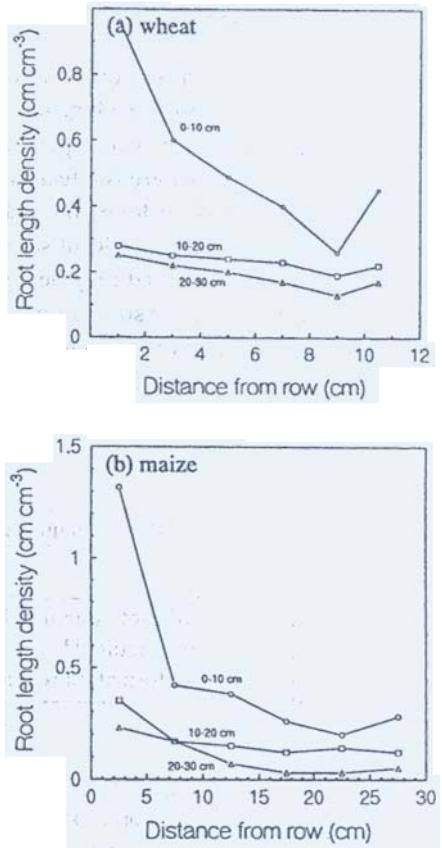 (a) wheat
Root length density (cm cm⁻³)
0.8
0.6
0.4
0.2
0
0-10 cm
10-20 cm
20-30 cm
2 4 6 8 10 12
Distance from row (cm)
(b) maize
Root length density (cm cm⁻³)
1.5
1
0.5
0
0-10 cm
10-20 cm
20-30 cm
0 5 10 15 20 25 30
Distance from row (cm)